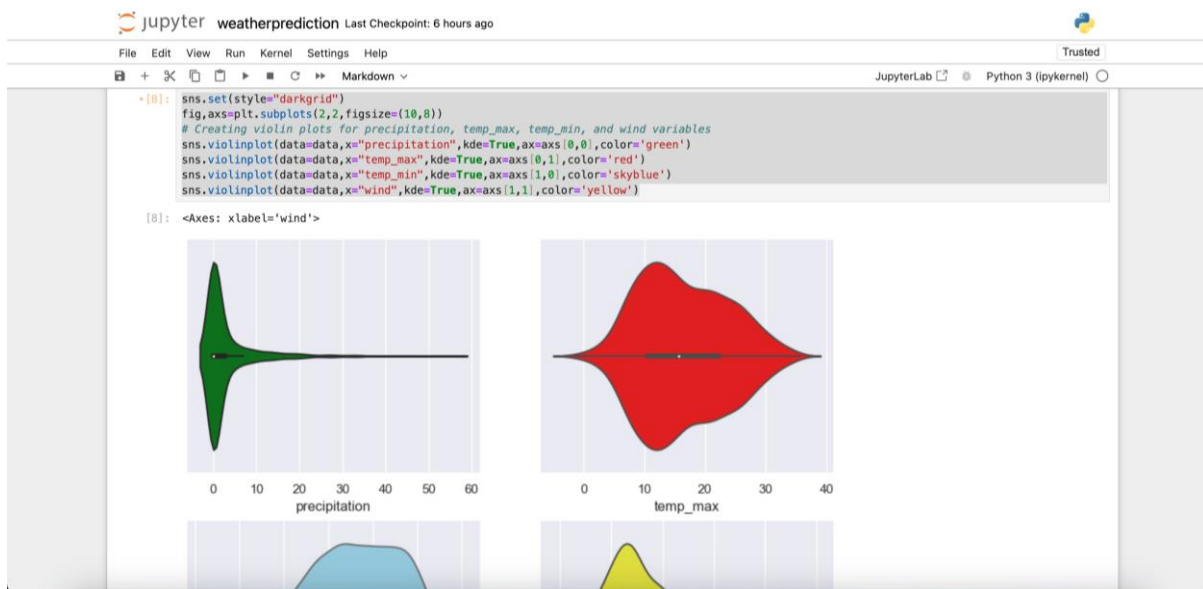 jupyter weatherprediction Last Checkpoint: 6 hours ago
File Edit View Run Kernel Settings Help
Trusted
Markdown
JupyterLab
Python 3 (ipykernel)
[8]: sns.set(style="darkgrid")
fig,axs=plt.subplots(2,2,figsize=(10,8))
# Creating violin plots for precipitation, temp_max, temp_min, and wind variables
sns.violinplot(data=data,x="precipitation",kde=True,ax=axs[0,0],color='green')
sns.violinplot(data=data,x="temp_max",kde=True,ax=axs[0,1],color='red')
sns.violinplot(data=data,x="temp_min",kde=True,ax=axs[1,0],color='skyblue')
sns.violinplot(data=data,x="wind",kde=True,ax=axs[1,1],color='yellow')
[8]: <Axes: xlabel='wind'>
0 10 20 30 40 50 60
precipitation
0 10 20 30 40
temp_max